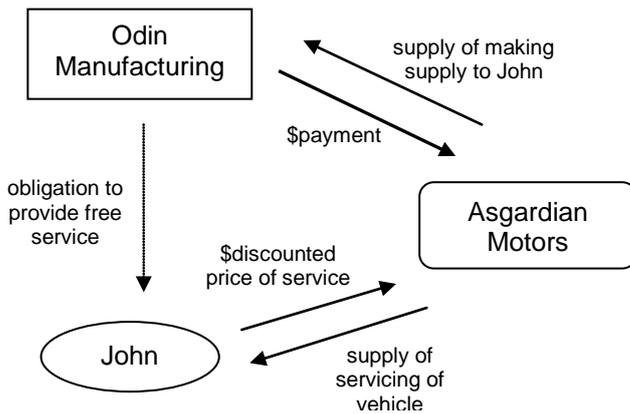 Odin
Manufacturing
supply of making
supply to John
$payment
obligation to
provide free
service
Asgardian
Motors
$discounted
price of service
John
supply of
servicing of
vehicle